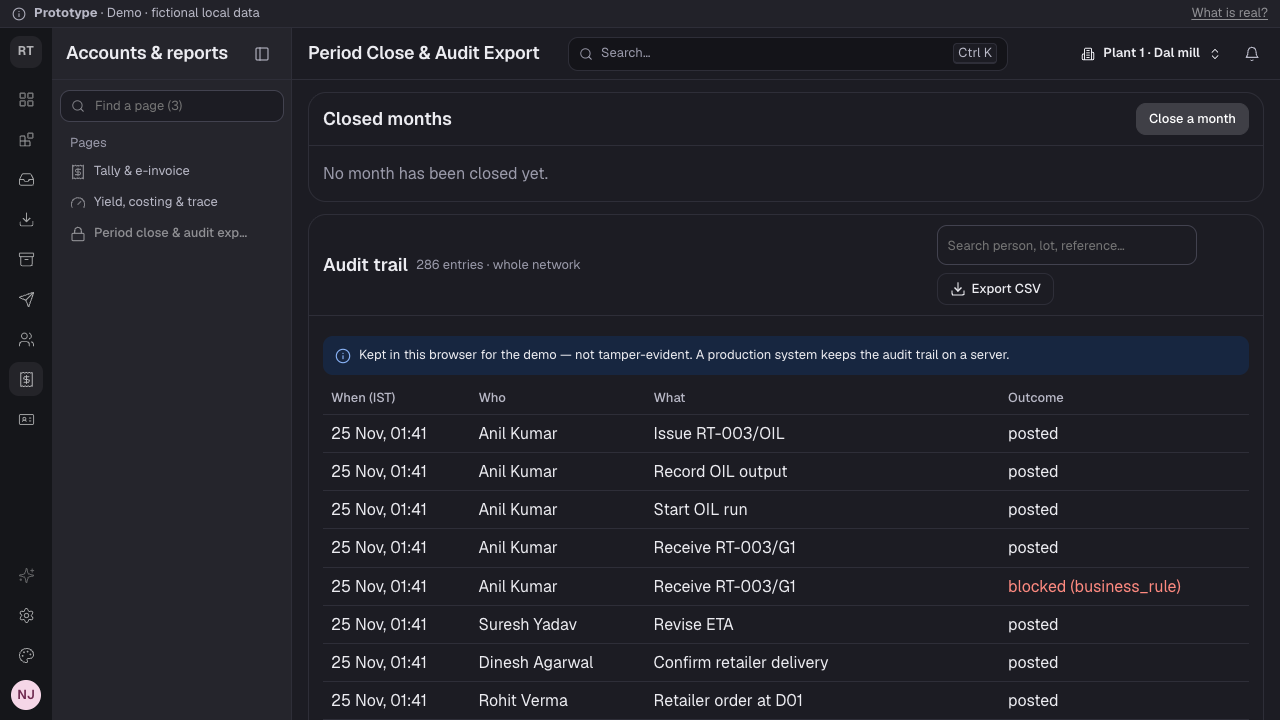 Prototype · Demo · fictional local data
What is real?
RT
Accounts & reports
Period Close & Audit Export
Search...
Ctrl K
Plant 1 · Dal mill
Find a page (3)
Pages
Tally & e-invoice
Yield, costing & trace
Period close & audit exp...
Closed months
Close a month
No month has been closed yet.
Audit trail
286 entries · whole network
Search person, lot, reference...
Export CSV
Kept in this browser for the demo — not tamper-evident. A production system keeps the audit trail on a server.
When (IST) Who What Outcome
25 Nov, 01:41 Anil Kumar Issue RT-003/OIL posted
25 Nov, 01:41 Anil Kumar Record OIL output posted
25 Nov, 01:41 Anil Kumar Start OIL run posted
25 Nov, 01:41 Anil Kumar Receive RT-003/G1 posted
25 Nov, 01:41 Anil Kumar Receive RT-003/G1 blocked (business_rule)
25 Nov, 01:41 Suresh Yadav Revise ETA posted
25 Nov, 01:41 Dinesh Agarwal Confirm retailer delivery posted
25 Nov, 01:41 Rohit Verma Retailer order at D01 posted
NJ